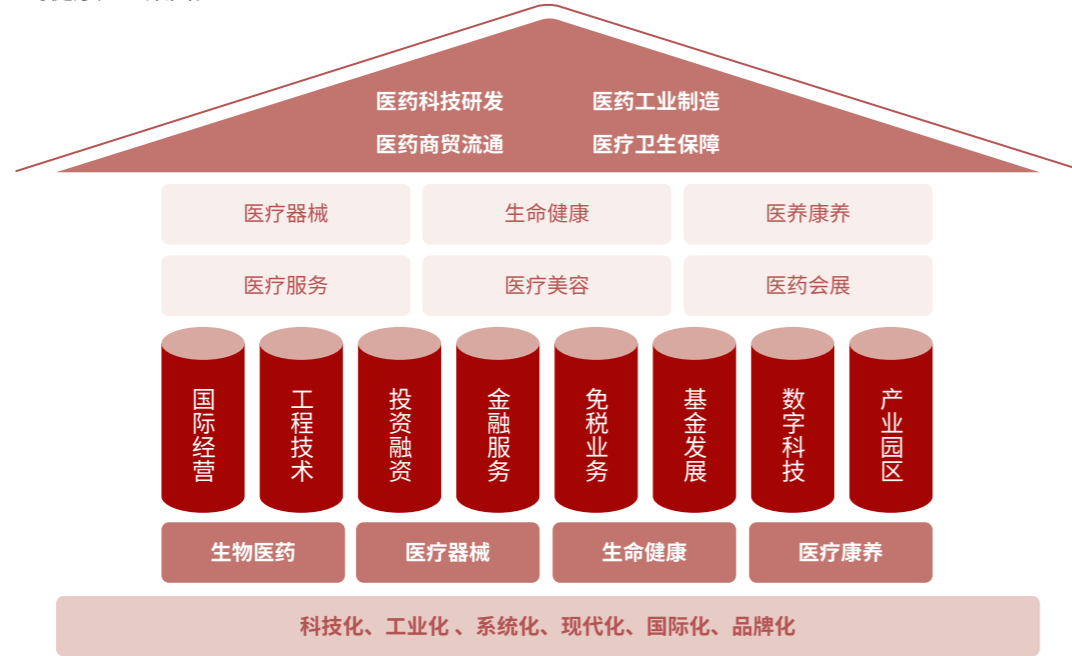 医药科技研发 医药工业制造
医药商贸流通 医疗卫生保障
医疗器械 生命健康 医养康养
医疗服务 医疗美容 医药会展
国际经营 工程技术 投资融资 金融服务 免税业务 基金发展 数字科技 产业园区
生物医药 医疗器械 生命健康 医疗康养
科技化、工业化、系统化、现代化、国际化、品牌化